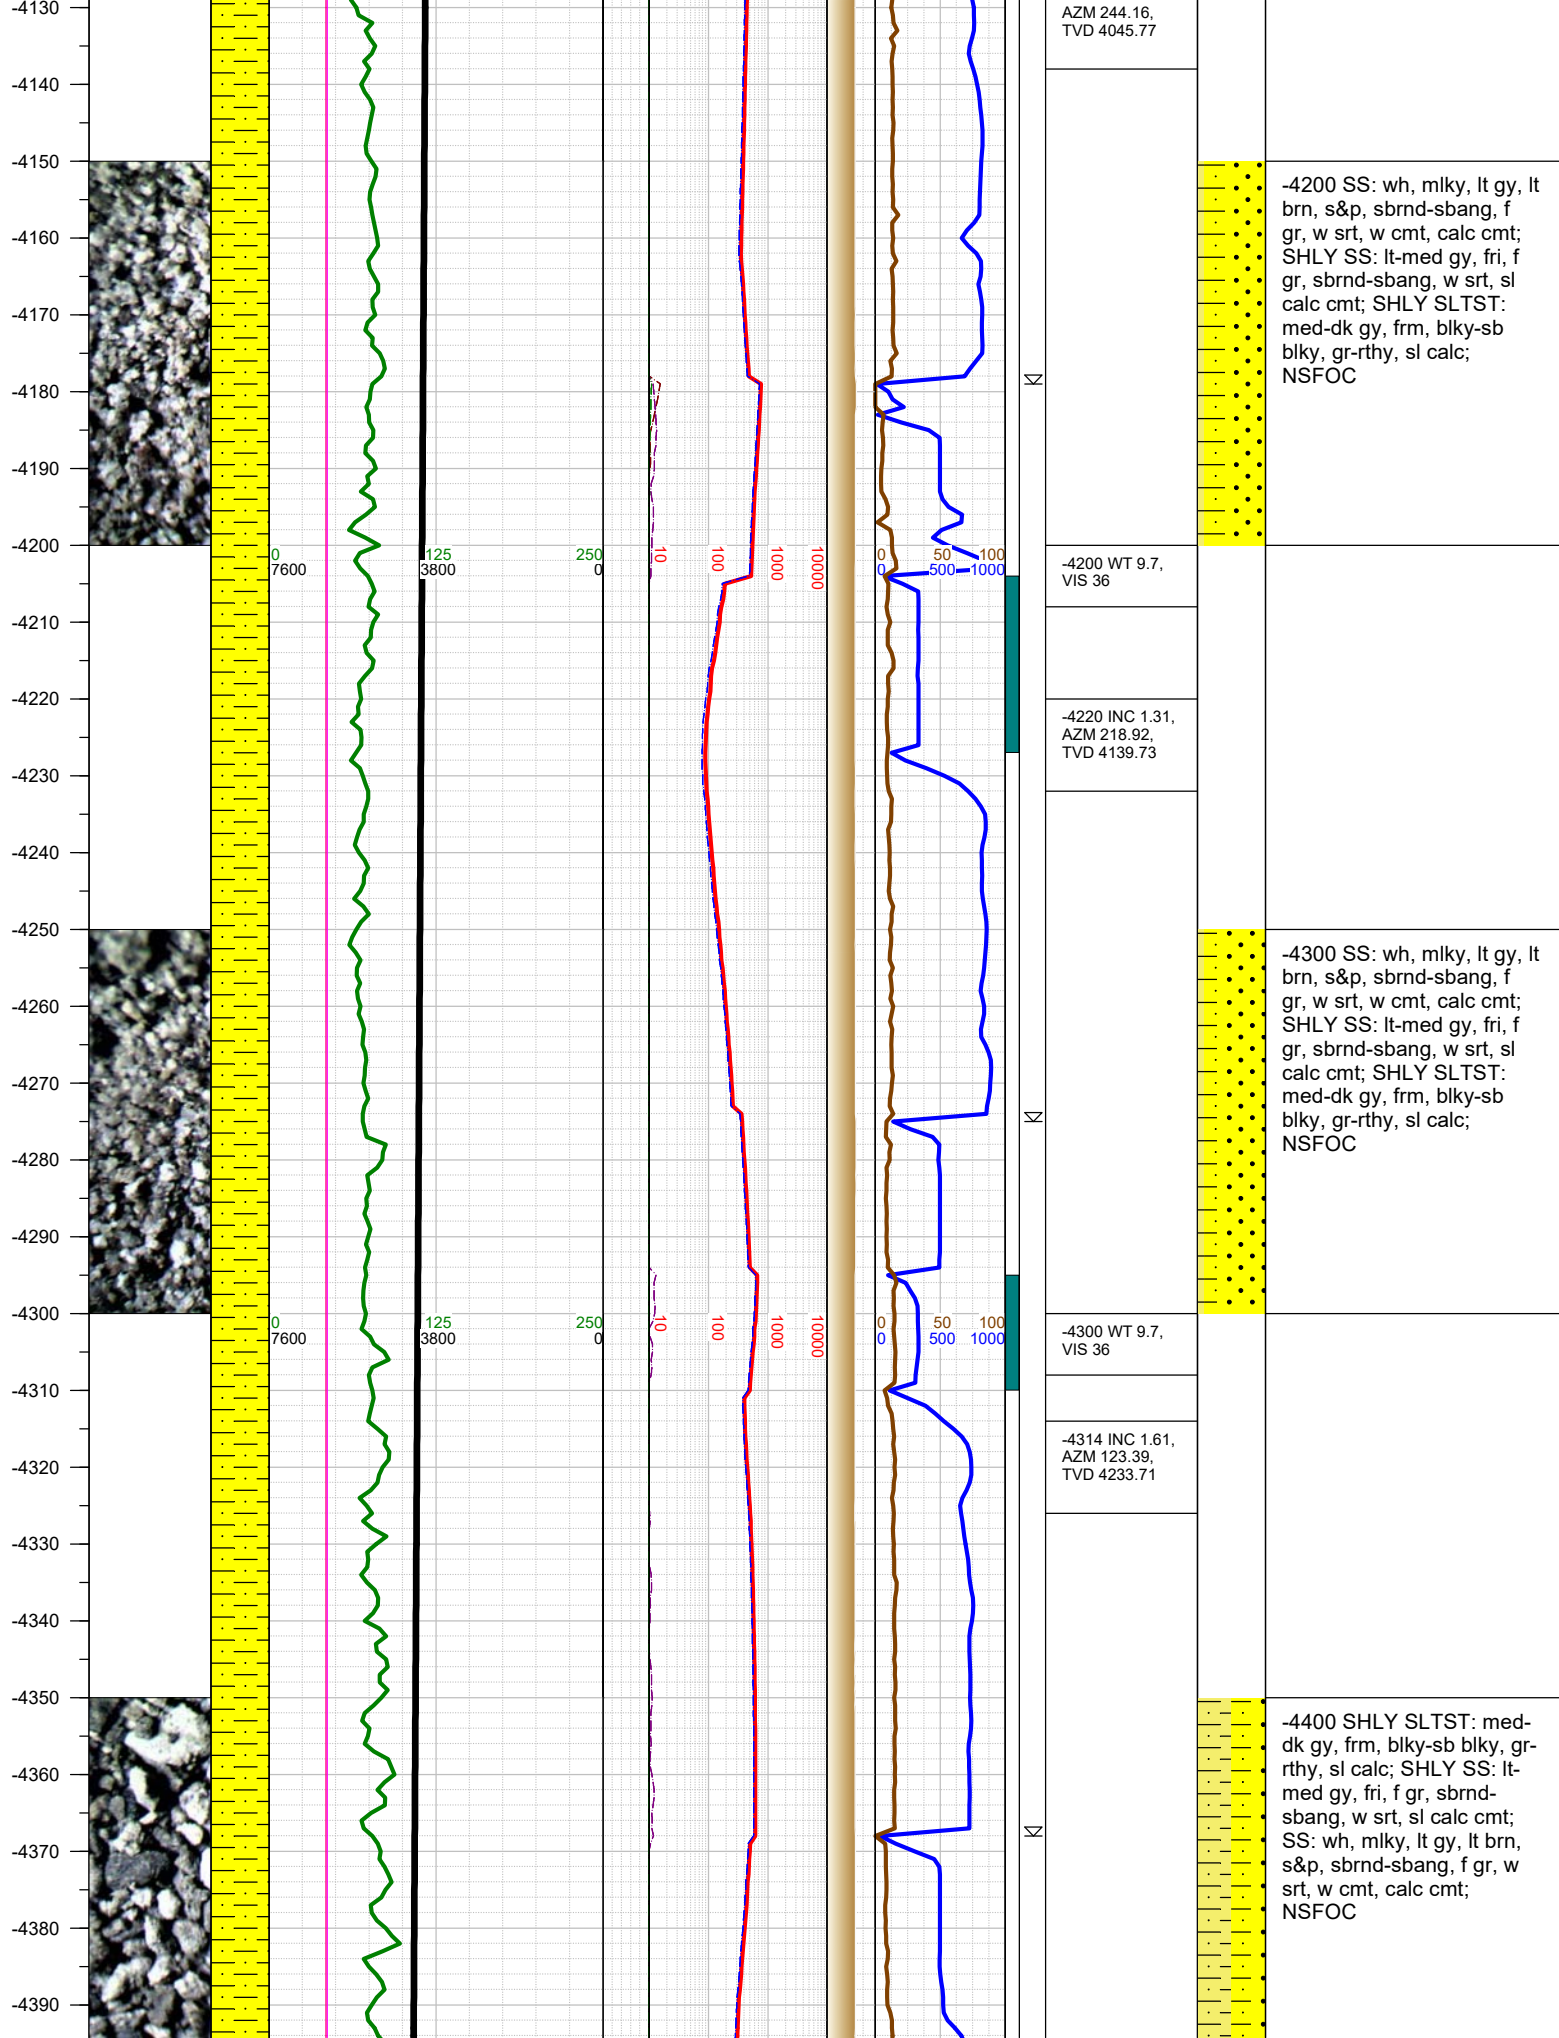 -4130
-4140
-4150
-4160
-4170
-4180
-4190
-4200
-4210
-4220
-4230
-4240
-4250
-4260
-4270
-4280
-4290
-4300
-4310
-4320
-4330
-4340
-4350
-4360
-4370
-4380
-4390
0 125 250
7600 3800 0
10 100 1000 10000
0 50 100
0 500 1000
0 125 250
7600 3800 0
10 100 1000 10000
0 50 100
0 500 1000
AZM 244.16,
TVD 4045.77
-4200 WT 9.7,
VIS 36
-4220 INC 1.31,
AZM 218.92,
TVD 4139.73
-4300 WT 9.7,
VIS 36
-4314 INC 1.61,
AZM 123.39,
TVD 4233.71
-4200 SS: wh, mlky, lt gy, lt
brn, s&p, sbrnd-sbang, f
gr, w srt, w cmt, calc cmt;
SHLY SS: lt-med gy, fri, f
gr, sbrnd-sbang, w srt, sl
calc cmt; SHLY SLTST:
med-dk gy, frm, blky-sb
blky, gr-rthy, sl calc;
NSFOC
-4300 SS: wh, mlky, lt gy, lt
brn, s&p, sbrnd-sbang, f
gr, w srt, w cmt, calc cmt;
SHLY SS: lt-med gy, fri, f
gr, sbrnd-sbang, w srt, sl
calc cmt; SHLY SLTST:
med-dk gy, frm, blky-sb
blky, gr-rthy, sl calc;
NSFOC
-4400 SHLY SLTST: med-
dk gy, frm, blky-sb blky, gr-
rthy, sl calc; SHLY SS: lt-
med gy, fri, f gr, sbrnd-
sbang, w srt, sl calc cmt;
SS: wh, mlky, lt gy, lt brn,
s&p, sbrnd-sbang, f gr, w
srt, w cmt, calc cmt;
NSFOC